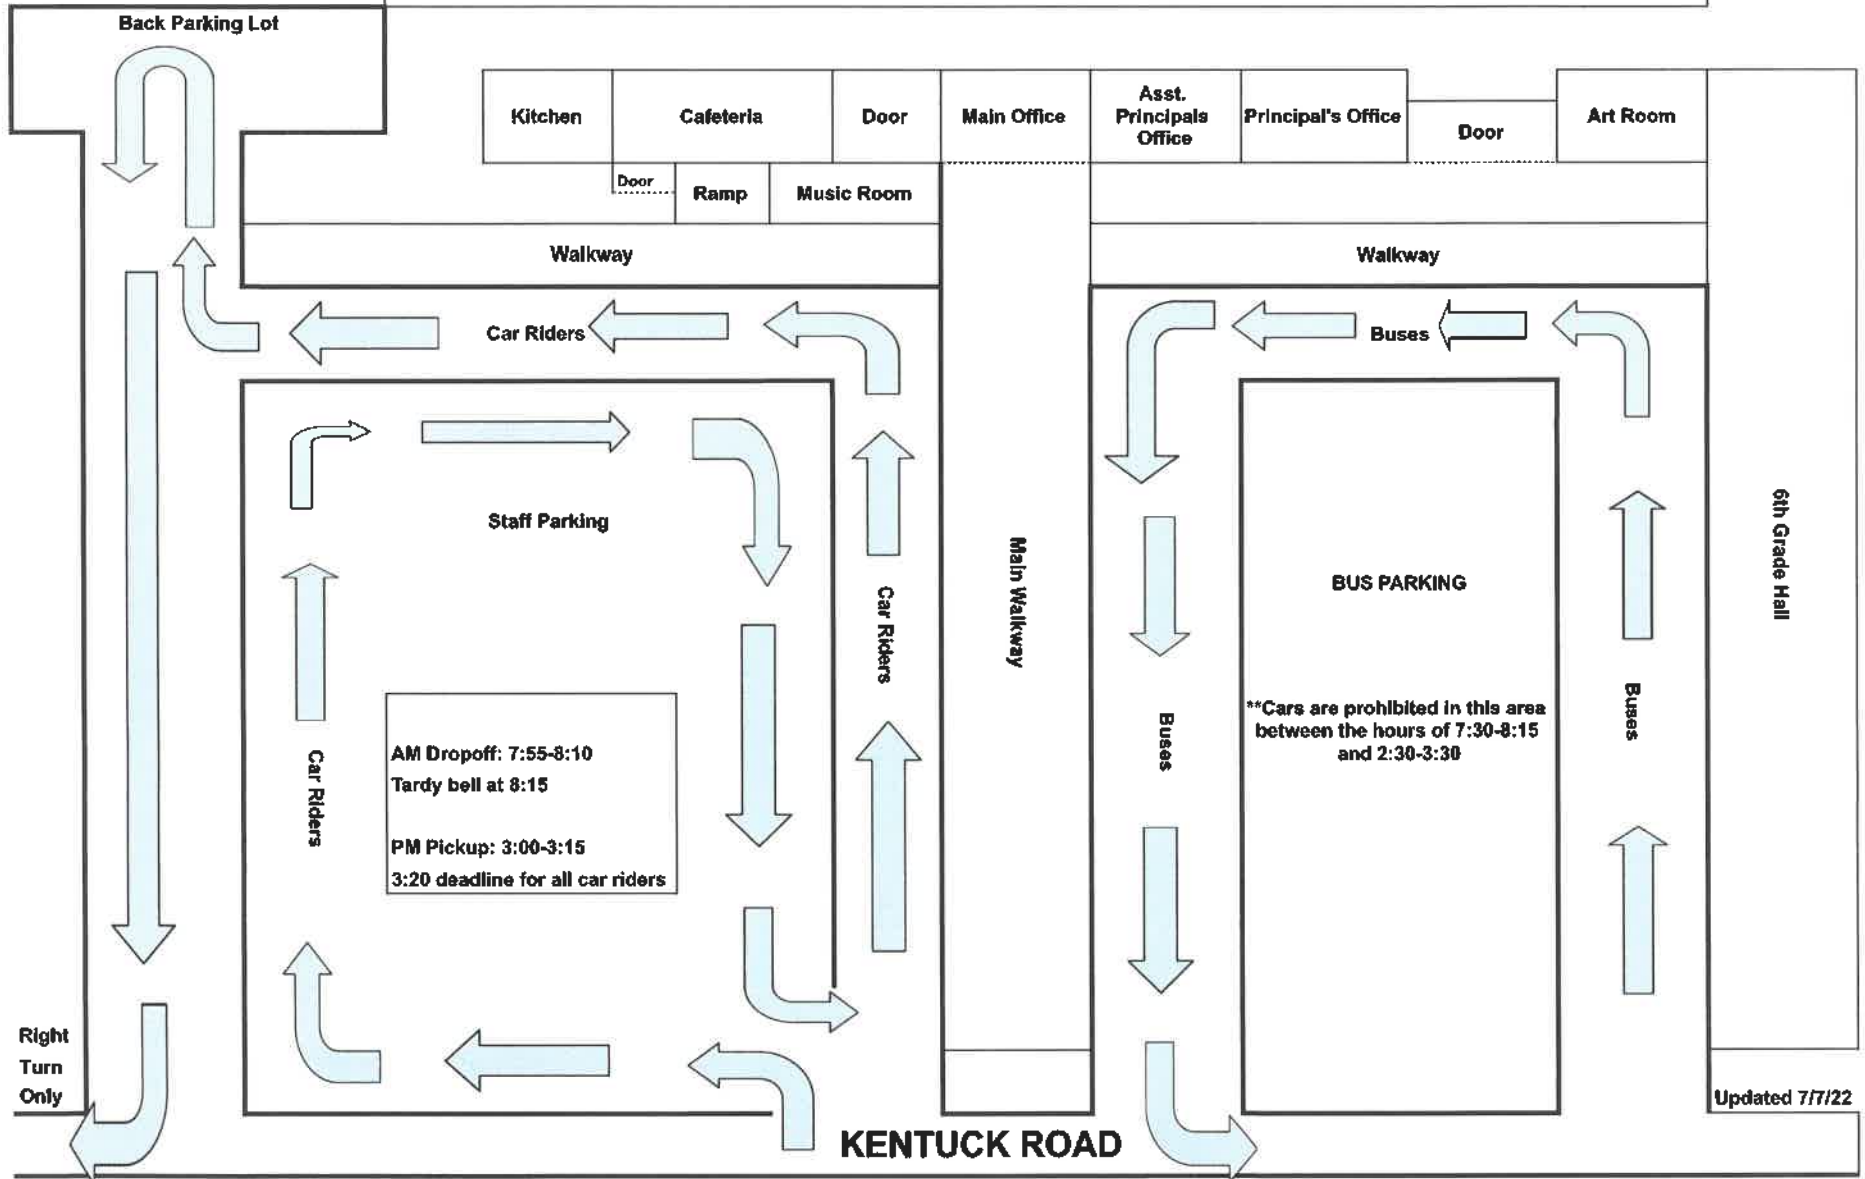 Back Parking Lot
Kitchen
Cafeteria
Door
Main Office
Asst.
Principals
Office
Principal's Office
Door
Art Room
Door
Ramp
Music Room
Walkway
Walkway
Car Riders
Buses
Staff Parking
Car Riders
Main Walkway
BUS PARKING
6th Grade Hall
**Cars are prohibited in this area
between the hours of 7:30-8:15
and 2:30-3:30
Buses
Buses
Car Riders
AM Dropoff: 7:55-8:10
Tardy bell at 8:15
PM Pickup: 3:00-3:15
3:20 deadline for all car riders
Right
Turn
Only
Updated 7/7/22
KENTUCK ROAD